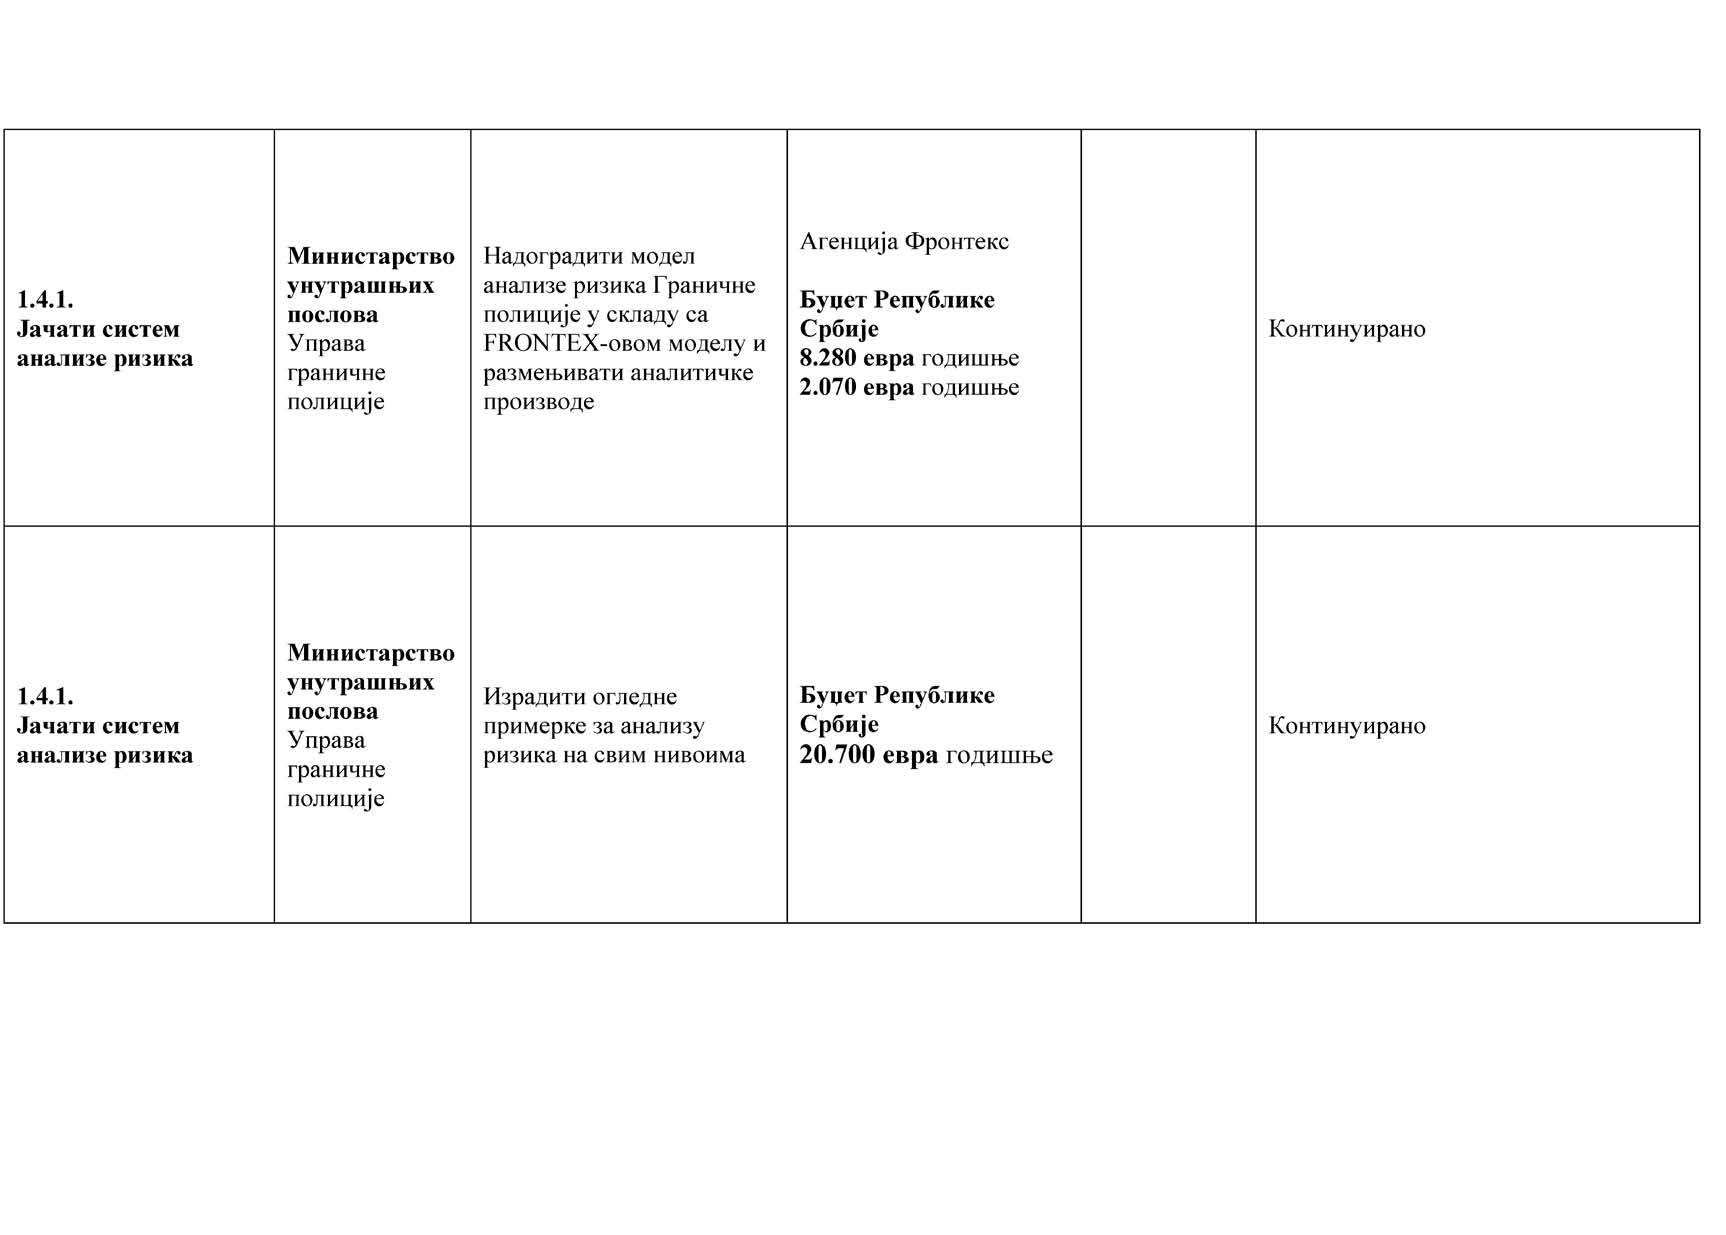 1.4.1.
Јачати систем
анализе ризика
Министарство
унутрашњих
послова
Управа
граничне
полиције
Надоградити модел
анализе ризика Граничне
полиције у складу са
FRONTEX-овом моделу и
размењивати аналитичке
производе
Агенција Фронтекс
Буџет Републике
Србије
8.280 евра годишње
2.070 евра годишње
Континуирано
1.4.1.
Јачати систем
анализе ризика
Министарство
унутрашњих
послова
Управа
граничне
полиције
Израдити огледне
примерке за анализу
ризика на свим нивоима
Буџет Републике
Србије
20.700 евра годишње
Континуирано